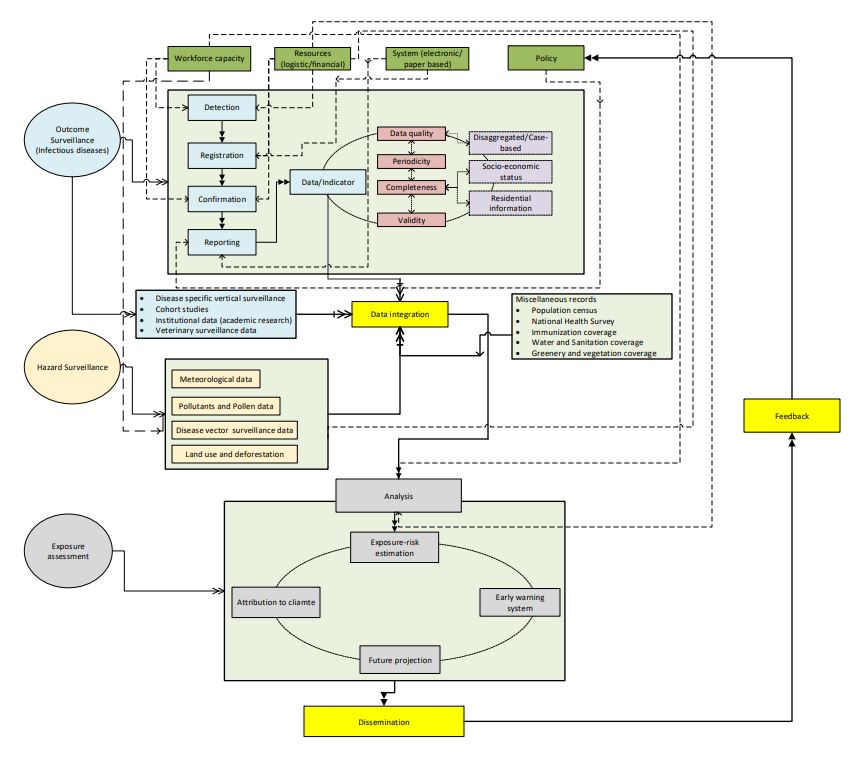 Workforce capacity
Resources
(logistic/financial)
System (electronic/
paper based)
Policy
Outcome
Surveillance
(Infectious diseases)
Detection
Registration
Confirmation
Reporting
Data/Indicator
Data quality
Periodicity
Completeness
Validity
Disaggregated/Case-
based
Socio-economic
status
Residential
information
• Disease specific vertical surveillance
• Cohort studies
• Institutional data (academic research)
• Veterinary surveillance data
Data integration
Miscellaneous records
• Population census
• National Health Survey
• Immunization coverage
• Water and Sanitation coverage
• Greenery and vegetation coverage
Hazard Surveillance
Meteorological data
Pollutants and Pollen data
Disease vector surveillance data
Land use and deforestation
Feedback
Analysis
Exposure
assessment
Exposure-risk
estimation
Attribution to cliamte
Early warning
system
Future projection
Dissemination